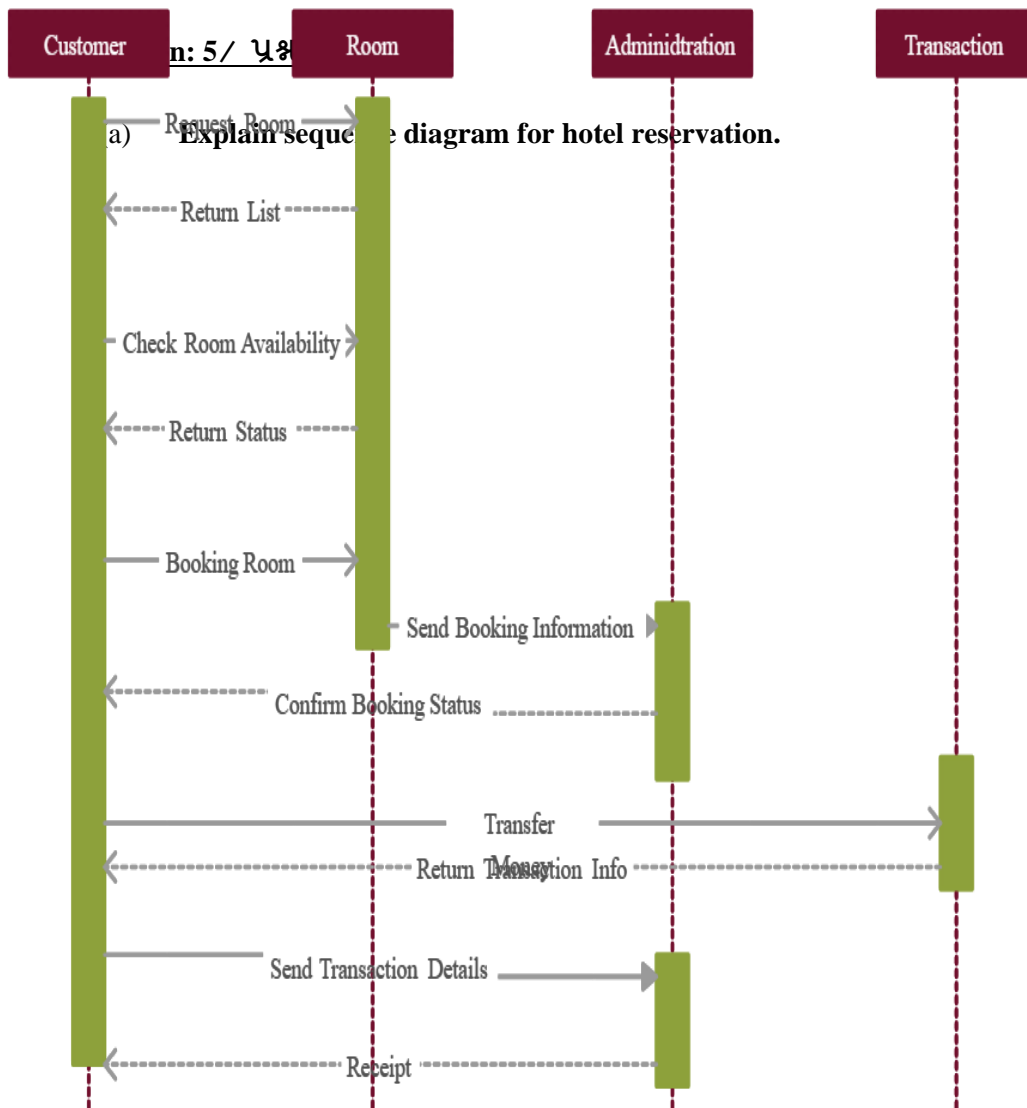 Customer Room Adminidtration Transaction
n: 5/
Request Room
a) Explain seque e diagram for hotel reservation.
Return List
Check Room Availability
Return Status
Booking Room
Send Booking Information
Confirm Booking Status
Transfer
Money
Return Transaction Info
Send Transaction Details
Receipt